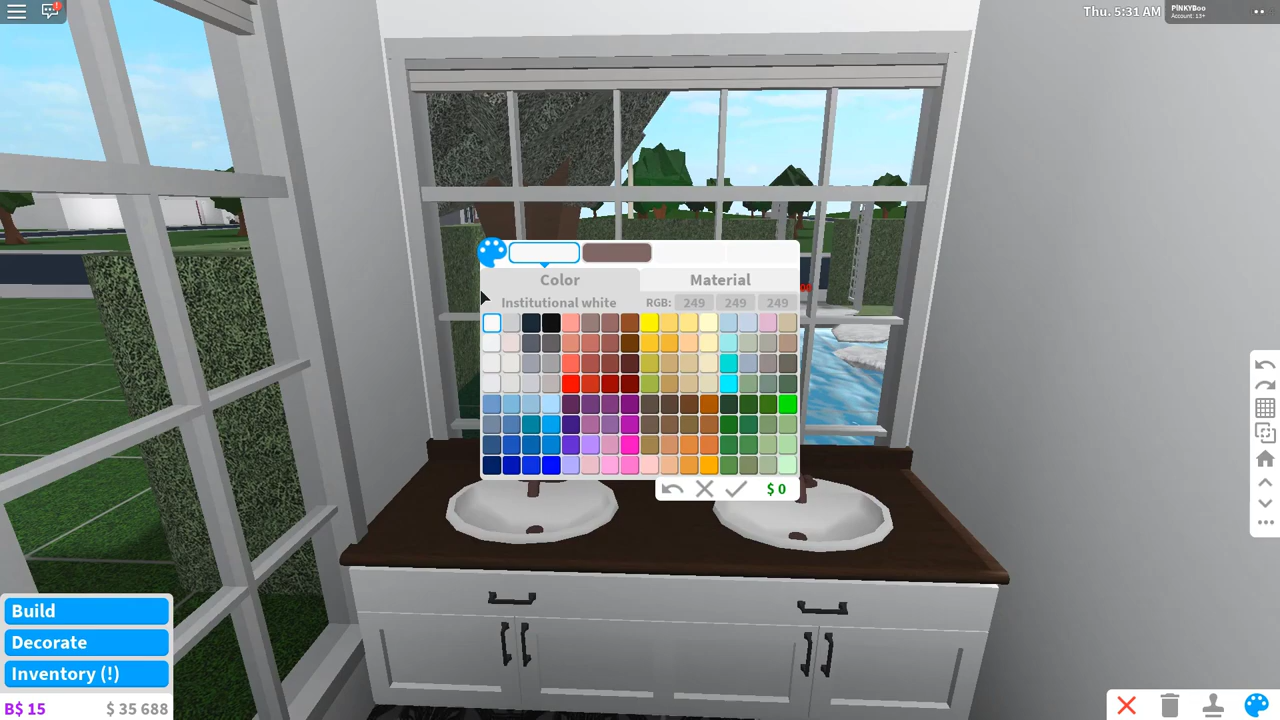 Thu. 5:31 AM
PINKYBoo
Account: 13+
Color
Material
Institutional white
RGB: 249 249 249
$ 0
Build
Decorate
Inventory (!)
B$ 15
$ 35 688